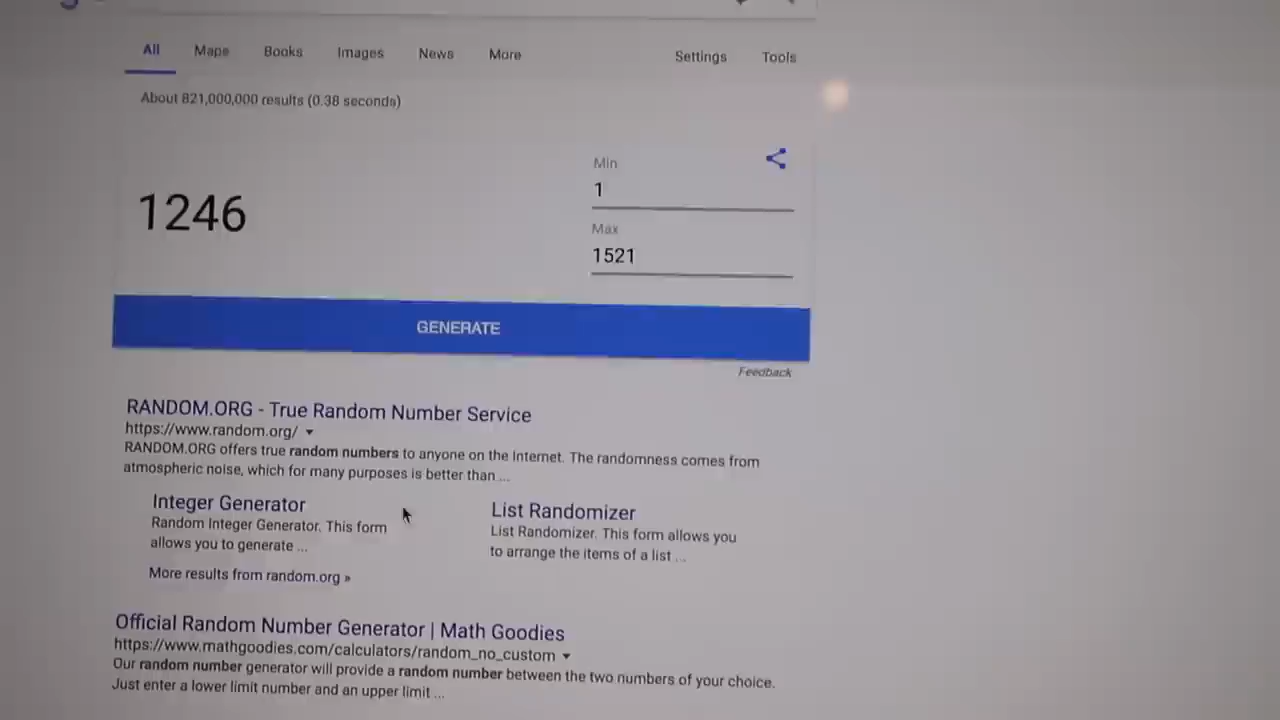 All Maps Books Images News More Settings Tools
About 821,000,000 results (0.38 seconds)
Min
1
1246
Max
1521
GENERATE
Feedback
RANDOM.ORG - True Random Number Service
https://www.random.org/
RANDOM.ORG offers true random numbers to anyone on the Internet. The randomness comes from
atmospheric noise, which for many purposes is better than ...
Integer Generator
Random Integer Generator. This form
allows you to generate ...
List Randomizer
List Randomizer. This form allows you
to arrange the items of a list ...
More results from random.org »
Official Random Number Generator | Math Goodies
https://www.mathgoodies.com/calculators/random_no_custom
Our random number generator will provide a random number between the two numbers of your choice.
Just enter a lower limit number and an upper limit ...